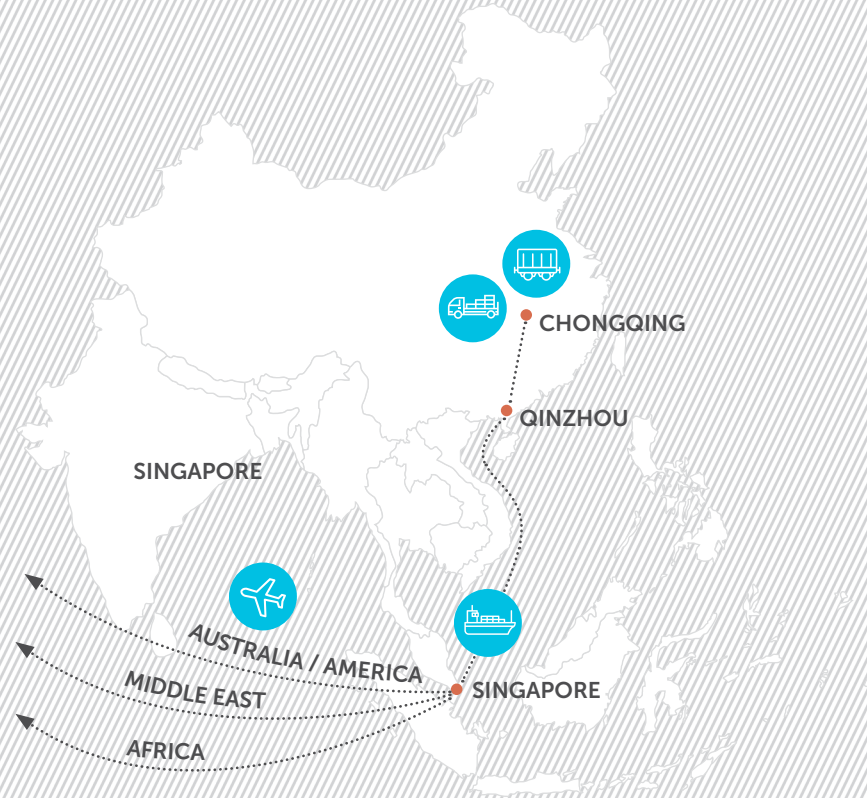 CHONGQING
QINZHOU
SINGAPORE
AUSTRALIA / AMERICA
MIDDLE EAST
SINGAPORE
AFRICA